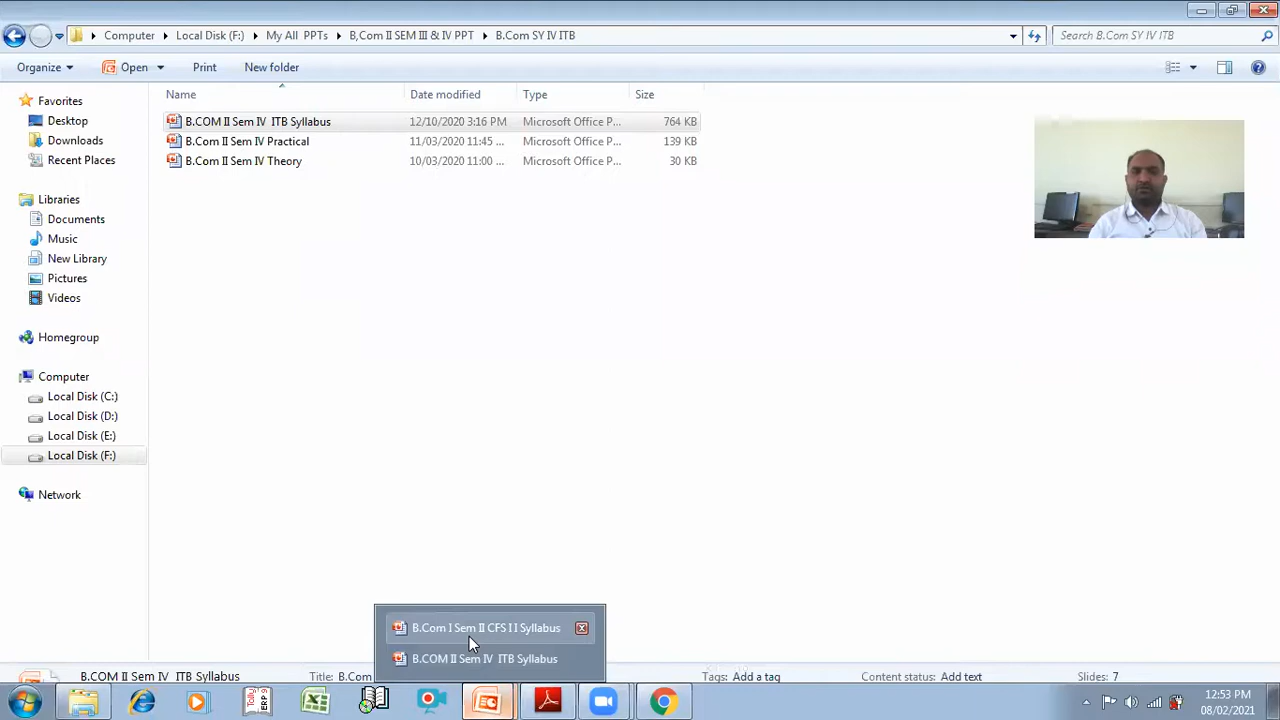 Computer
Local Disk (F:)
My All PPTs
B,Com II SEM III & IV PPT
B.Com SY IV ITB
Search B.Com SY IV ITB
Organize
Open
Print
New folder
Name
Date modified
Type
Size
Favorites
Desktop
Downloads
Recent Places
Libraries
Documents
Music
New Library
Pictures
Videos
Homegroup
Computer
Local Disk (C:)
Local Disk (D:)
Local Disk (E:)
Local Disk (F:)
Network
B.COM II Sem IV ITB Syllabus 12/10/2020 3:16 PM Microsoft Office P... 764 KB
B.Com II Sem IV Practical 11/03/2020 11:45 ... Microsoft Office P... 139 KB
B.Com II Sem IV Theory 10/03/2020 11:00 ... Microsoft Office P... 30 KB
B.Com I Sem II CFS I I Syllabus
B.COM II Sem IV ITB Syllabus
B.COM II Sem IV ITB Syllabus
Title: B.Com
Tags: Add a tag
Content status: Add text
Slides: 7
Tally
ERP 9
12:53 PM
08/02/2021